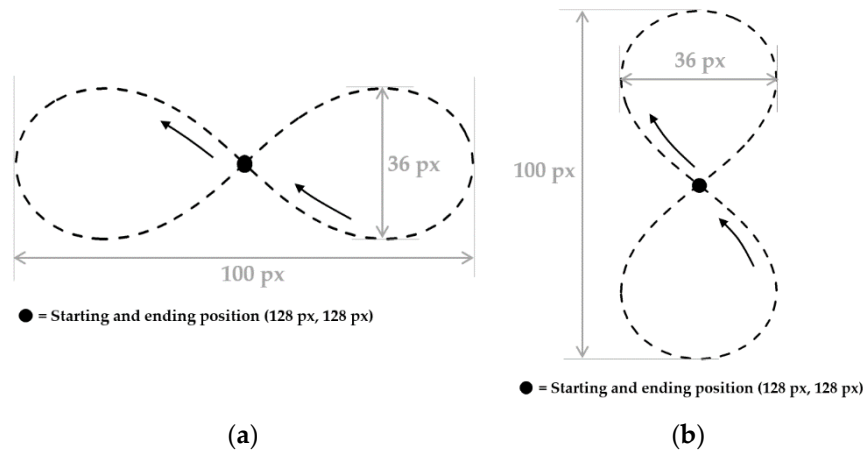 36 px
100 px
● = Starting and ending position (128 px, 128 px)
(a)
36 px
100 px
● = Starting and ending position (128 px, 128 px)
(b)